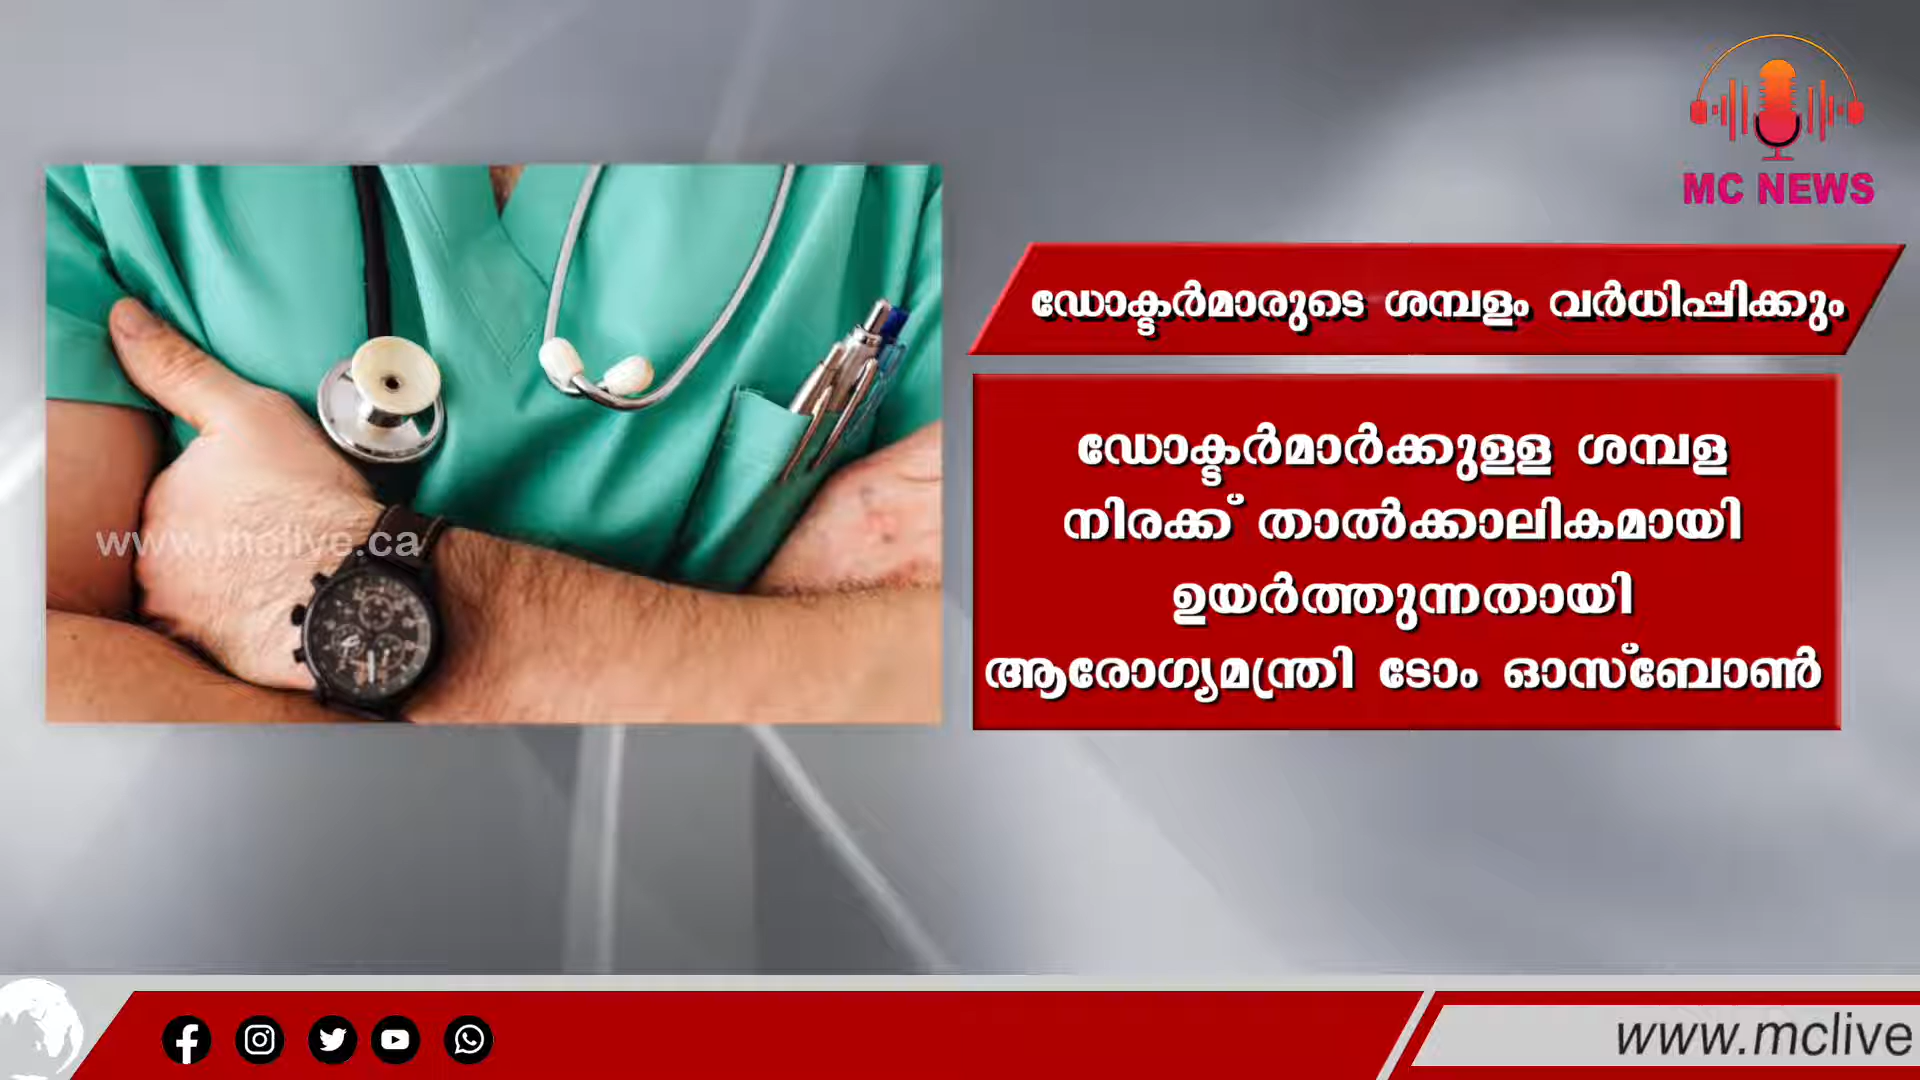 MC NEWS
ഡോക്ടർമാരുടെ ശമ്പളം വർധിപ്പിക്കും
ഡോക്ടർമാർക്കുള്ള ശമ്പള
നിരക്ക് താൽക്കാലികമായി
ഉയർത്തുന്നതായി
ആരോഗ്യമന്ത്രി ടോം ഓസ്ബോൺ
www.mclive.ca
www.mclive